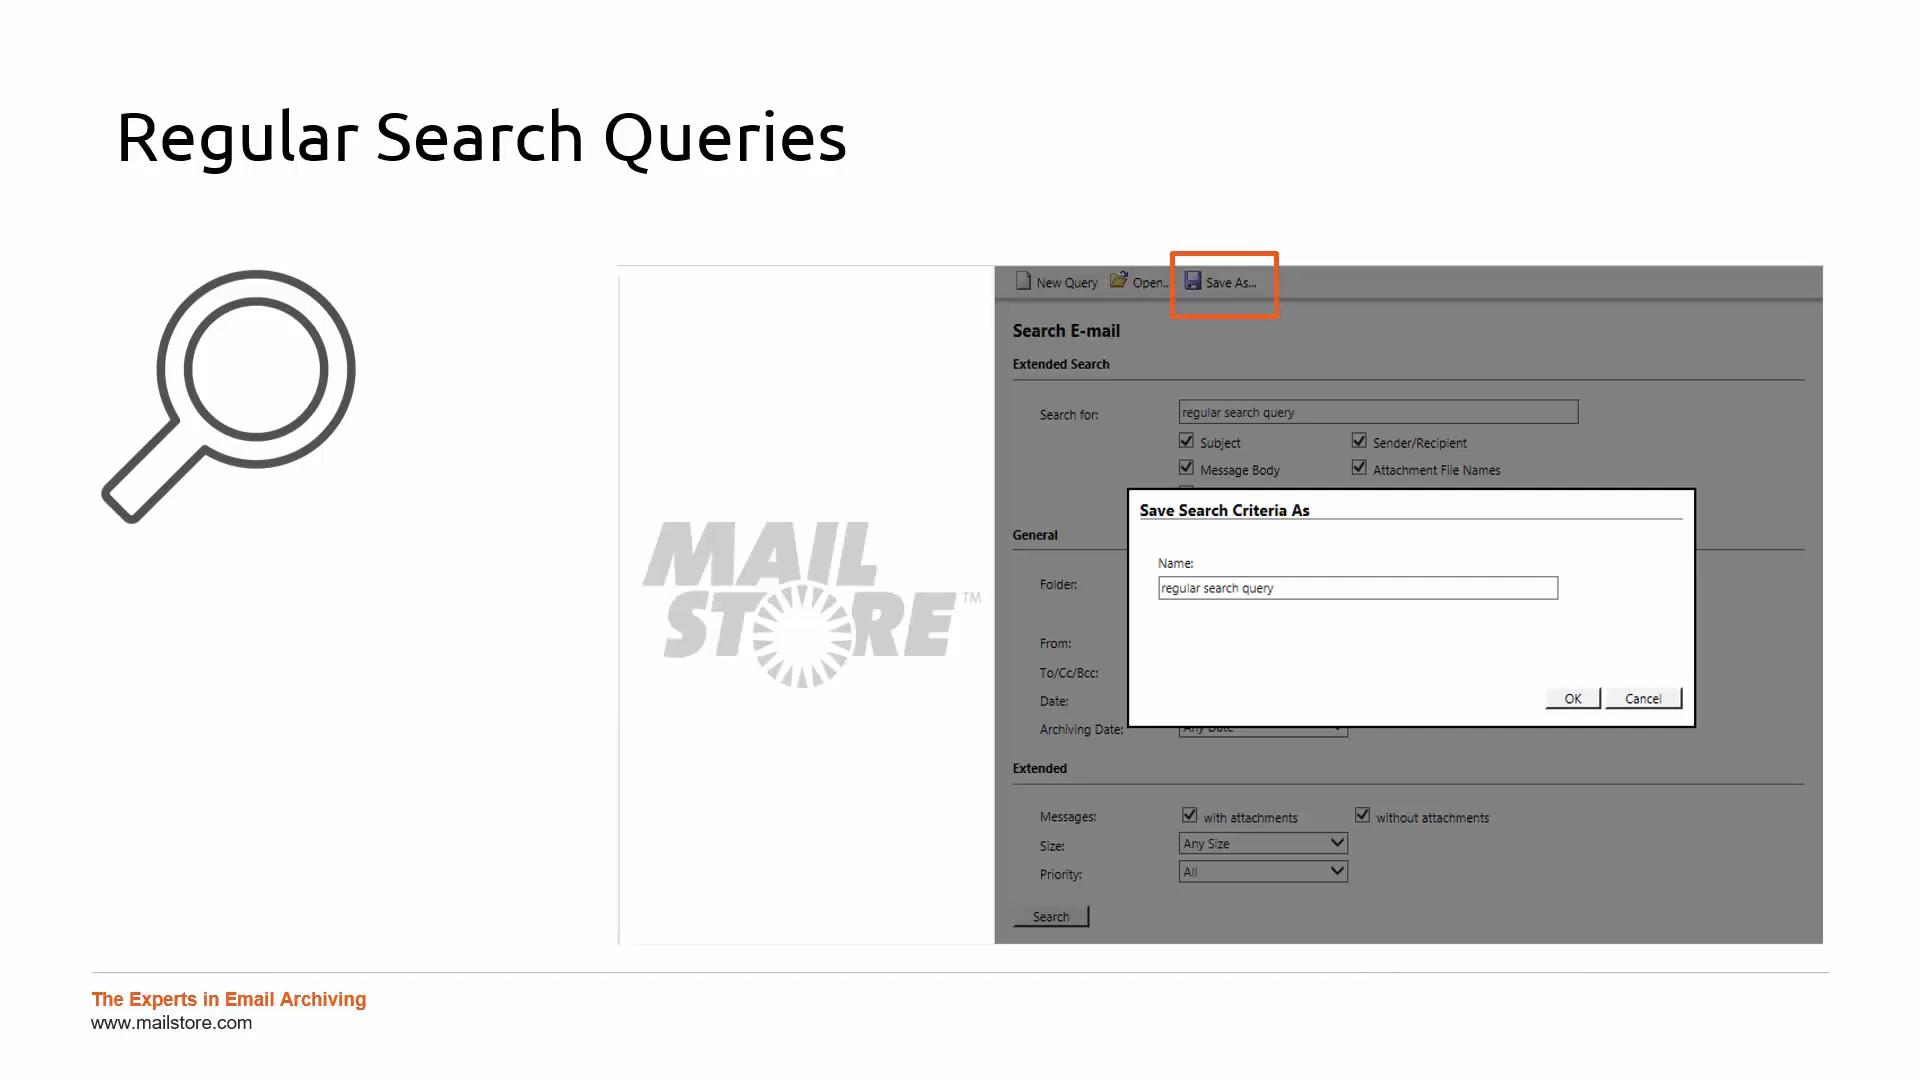 Regular Search Queries
New Query Open... Save As...
Search E-mail
Extended Search
Search for: regular search query
Subject Sender/Recipient
Message Body Attachment File Names
Save Search Criteria As
General
Name:
Folder: regular search query
From:
To/Cc/Bcc:
Date: OK Cancel
Archiving Date: Any Date
Extended
Messages: with attachments without attachments
Size: Any Size
Priority: All
Search
MAIL
STORE™
The Experts in Email Archiving
www.mailstore.com